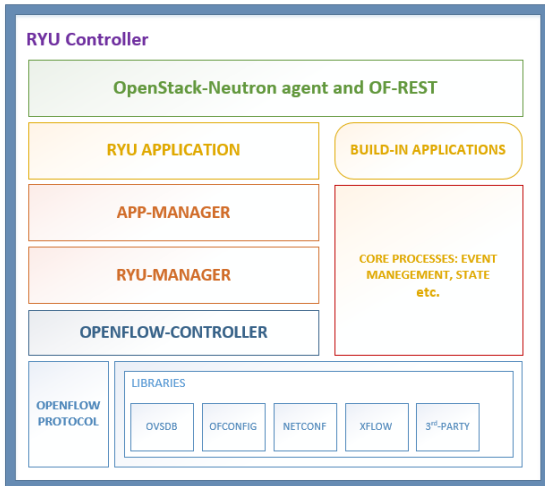 RYU Controller
OpenStack-Neutron agent and OF-REST
RYU APPLICATION
BUILD-IN APPLICATIONS
APP-MANAGER
RYU-MANAGER
OPENFLOW-CONTROLLER
CORE PROCESSES: EVENT
MANEGEMENT, STATE
etc.
OPENFLOW
PROTOCOL
LIBRARIES
OVSDB
OFCONFIG
NETCONF
XFLOW
3rd-PARTY